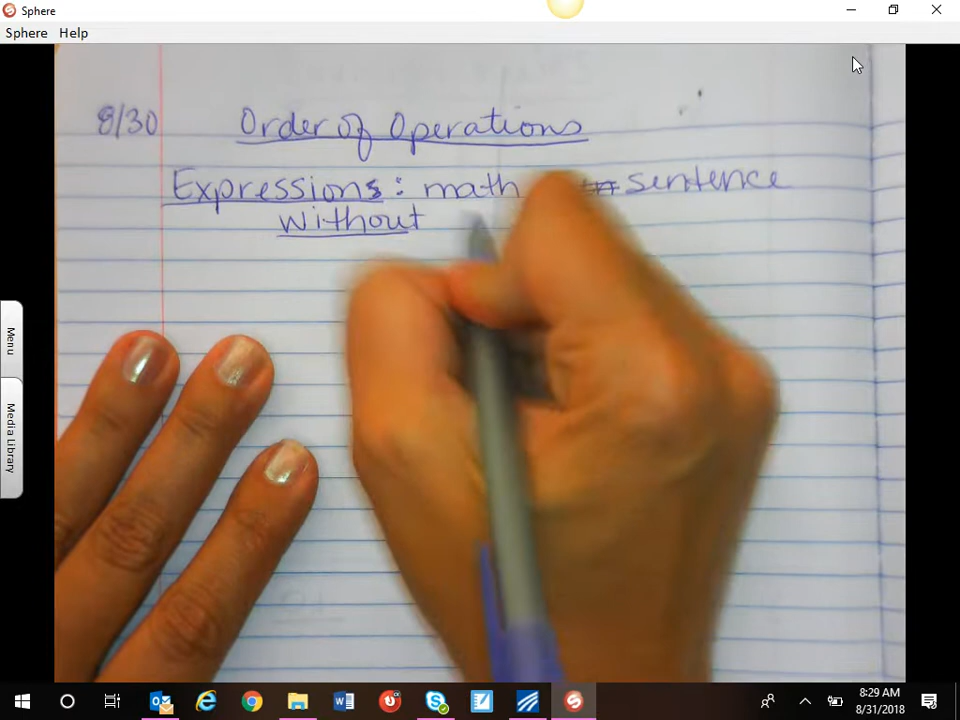 Sphere
Sphere Help
8/30 Order of Operations
Expressions: math sentence
Without
Menu
Media Library
8:29 AM
8/31/2018